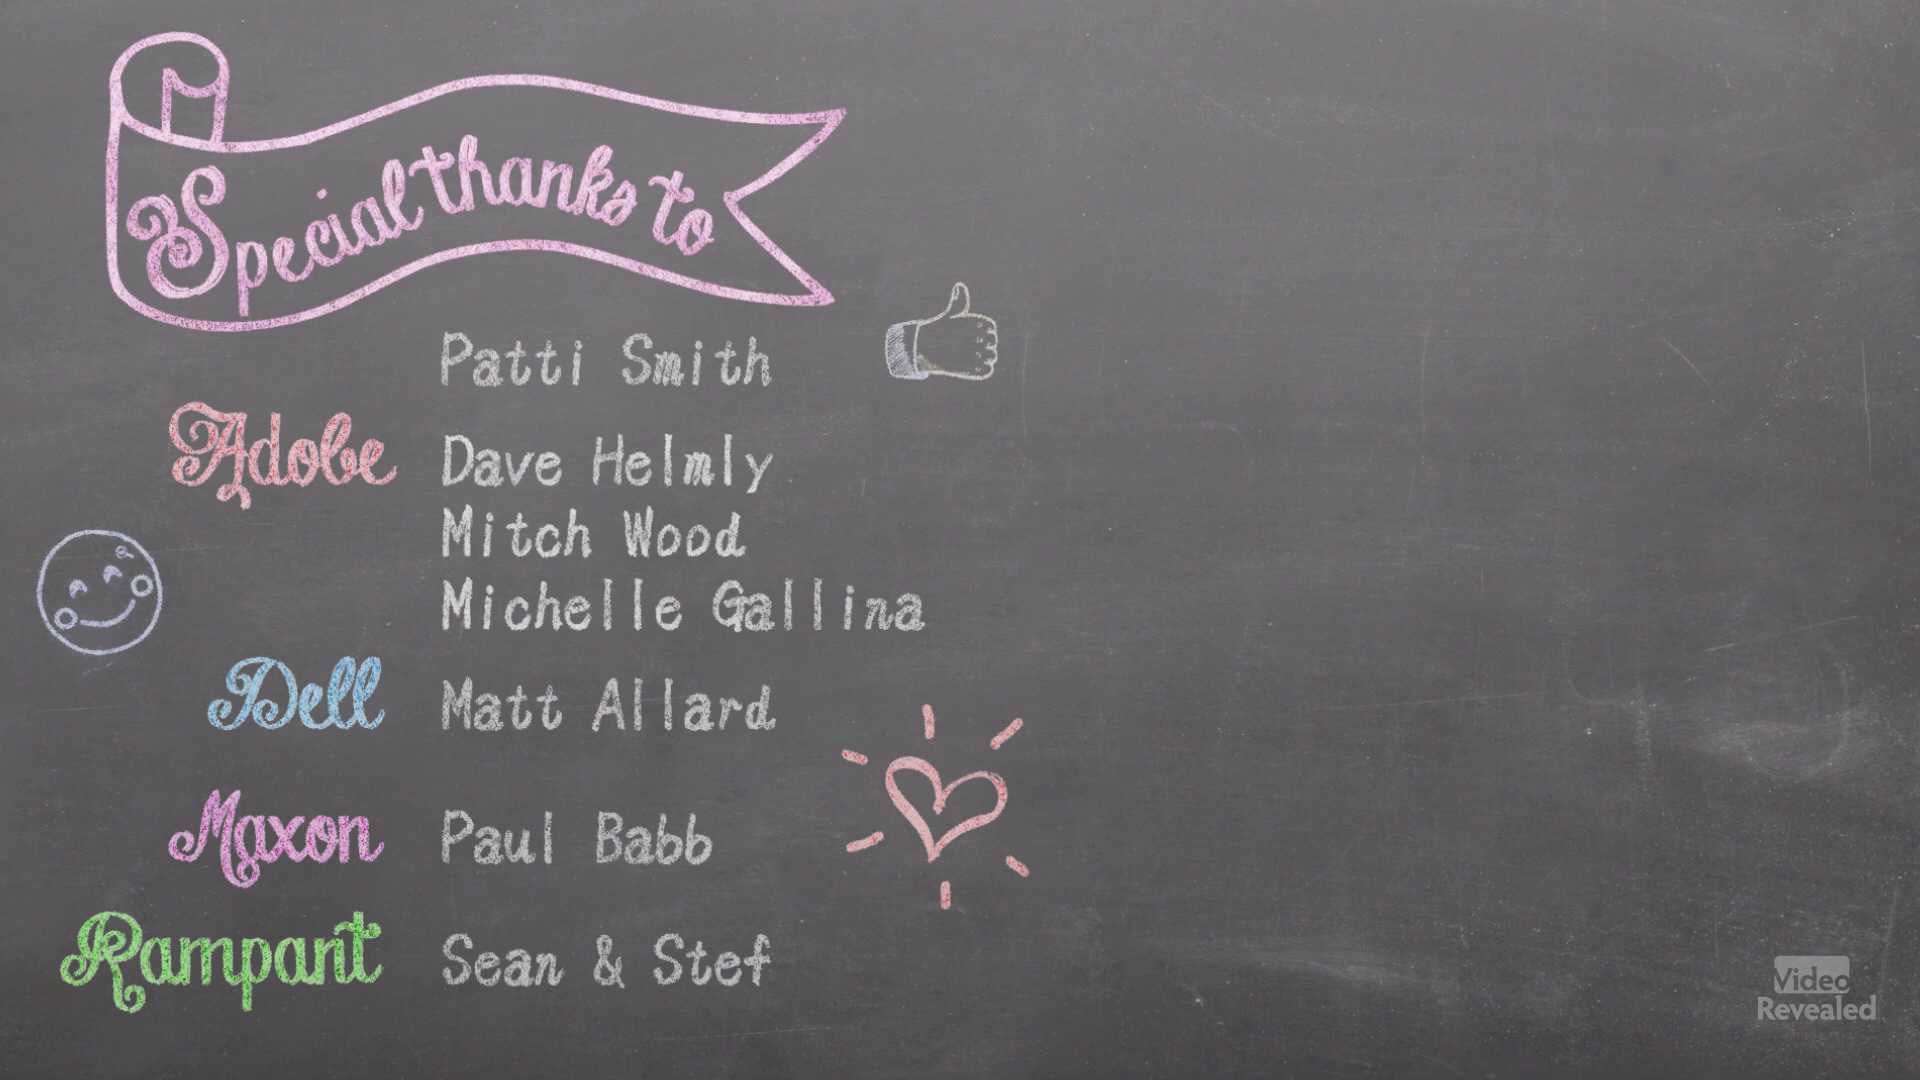 Special thanks to
Patti Smith
Adobe Dave Helmly
Mitch Wood
Michelle Gallina
Dell Matt Allard
Maxon Paul Babb
Rampant Sean & Stef
Video
Revealed